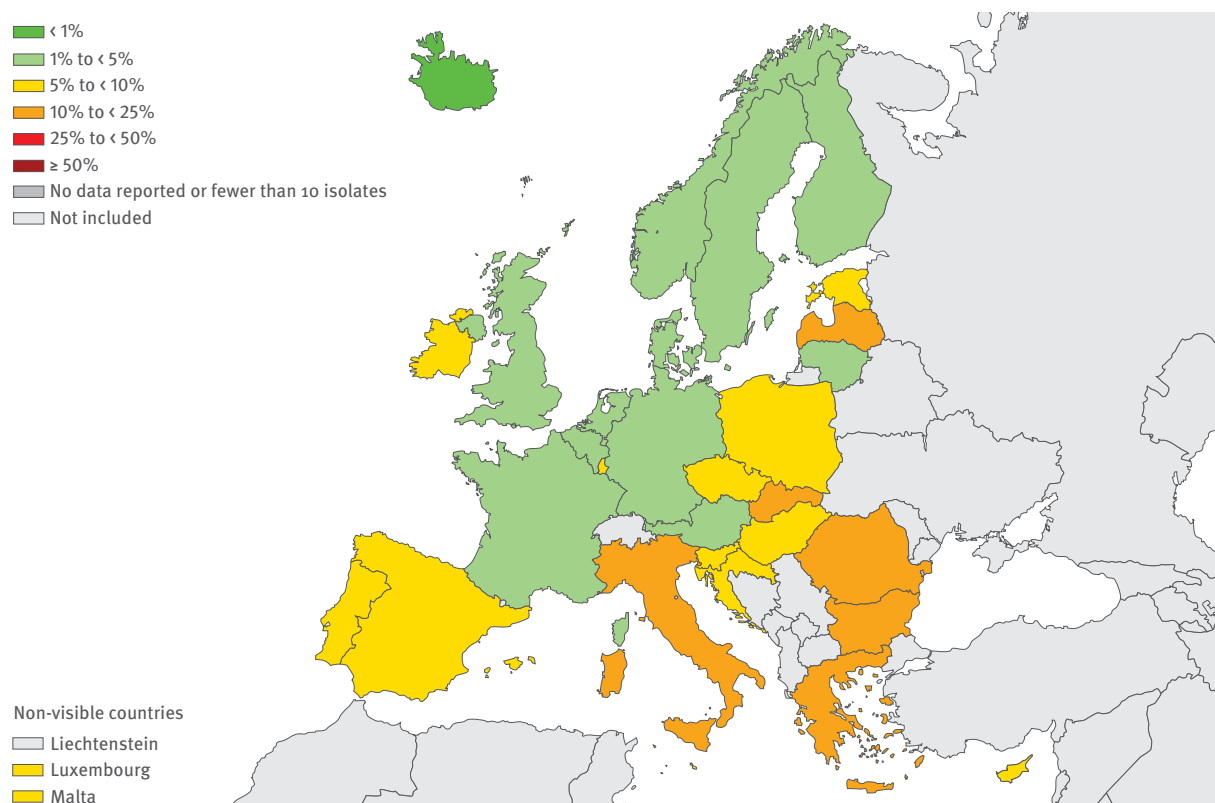 < 1%
1% to < 5%
5% to < 10%
10% to < 25%
25% to < 50%
≥ 50%
No data reported or fewer than 10 isolates
Not included
Non-visible countries
Liechtenstein
Luxembourg
Malta